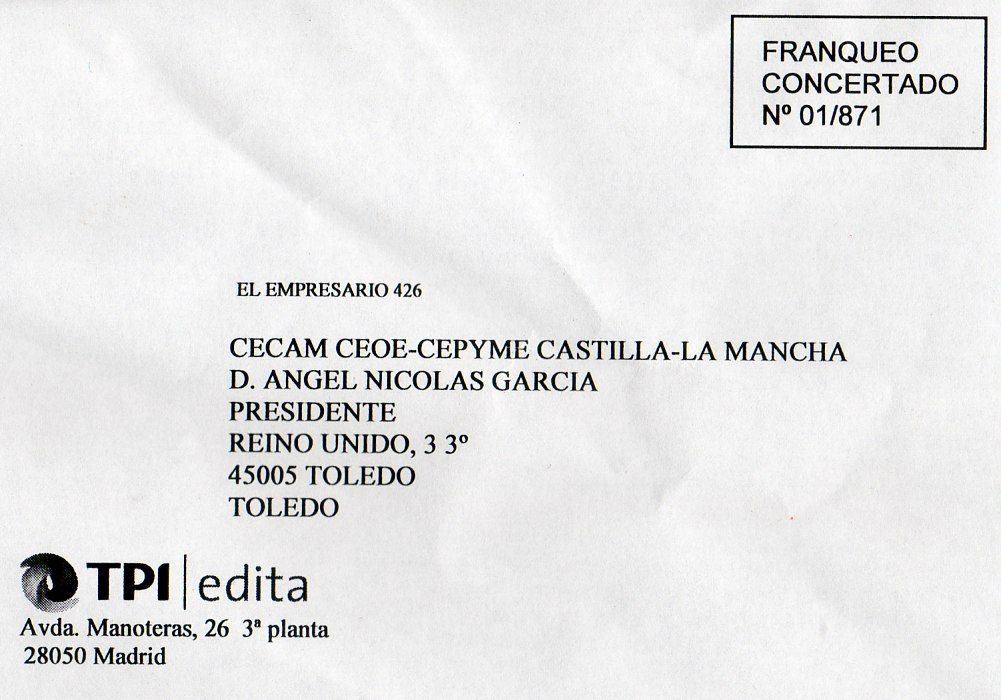 FRANQUEO
CONCERTADO
Nº 01/871
EL EMPRESARIO 426
CECAM CEOE-CEPYME CASTILLA-LA MANCHA
D. ANGEL NICOLAS GARCIA
PRESIDENTE
REINO UNIDO, 3 3º
45005 TOLEDO
TOLEDO
TPI edita
Avda. Manoteras, 26 3ª planta
28050 Madrid